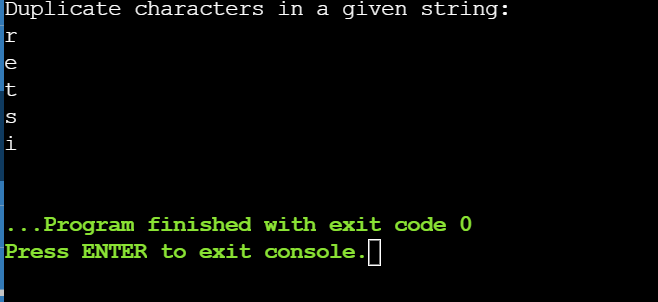 Duplicate characters in a given string:
r
e
t
s
i
...Program finished with exit code 0
Press ENTER to exit console.